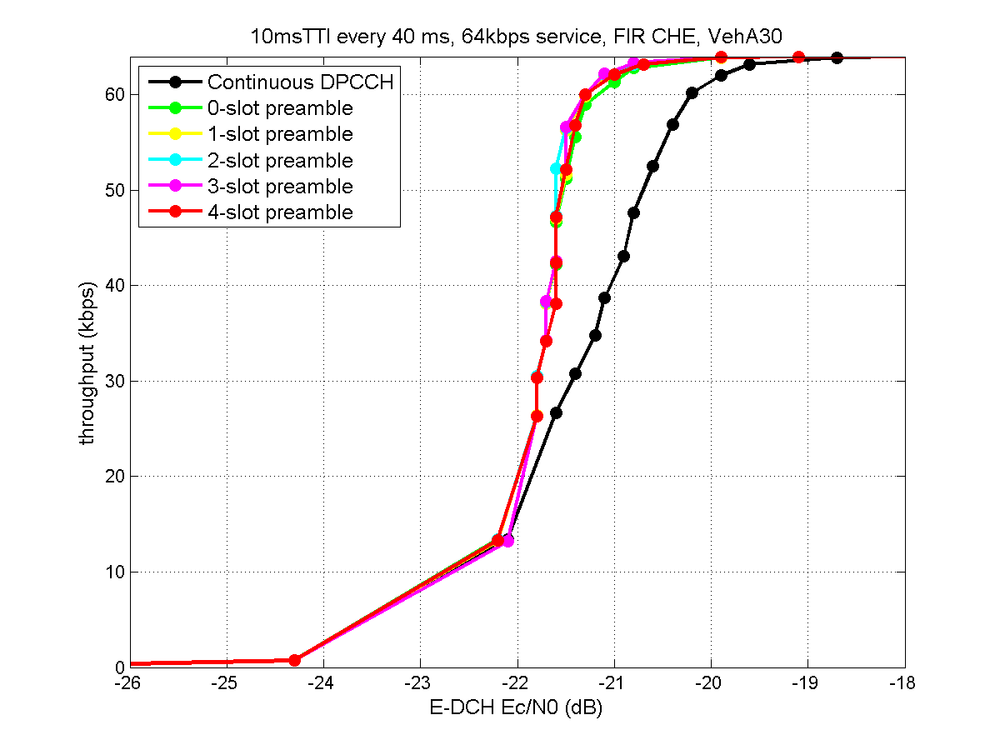 10msTTI every 40 ms, 64kbps service, FIR CHE, VehA30
Continuous DPCCH
0-slot preamble
1-slot preamble
2-slot preamble
3-slot preamble
4-slot preamble
60
50
40
30
20
10
0
throughput (kbps)
-26 -25 -24 -23 -22 -21 -20 -19 -18
E-DCH Ec/N0 (dB)